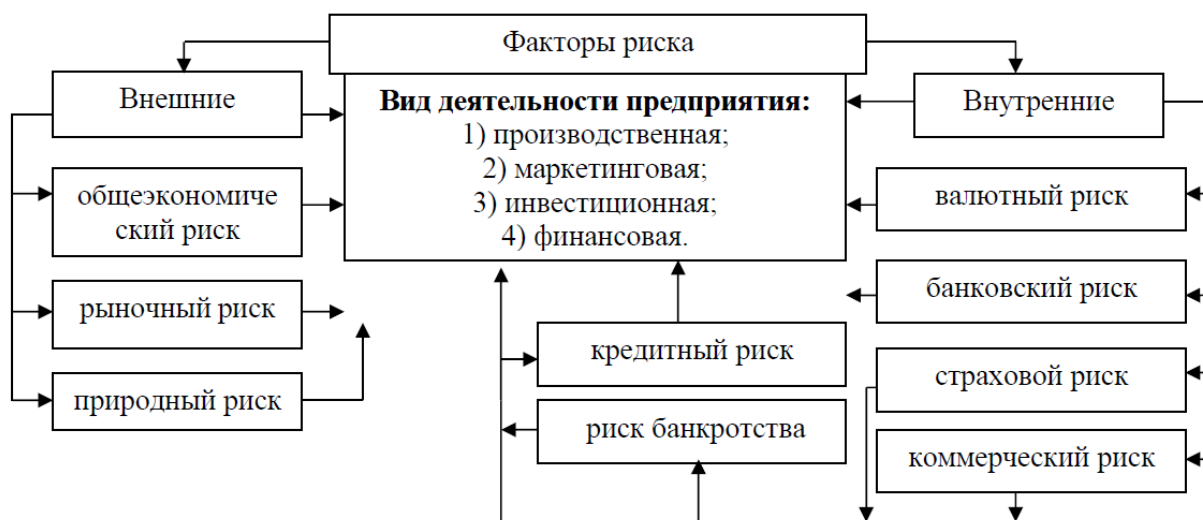 Факторы риска
Внешние
Вид деятельности предприятия:
1) производственная;
2) маркетинговая;
3) инвестиционная;
4) финансовая.
Внутренние
общеэкономиче
ский риск
рыночный риск
природный риск
кредитный риск
риск банкротства
валютный риск
банковский риск
страховой риск
коммерческий риск